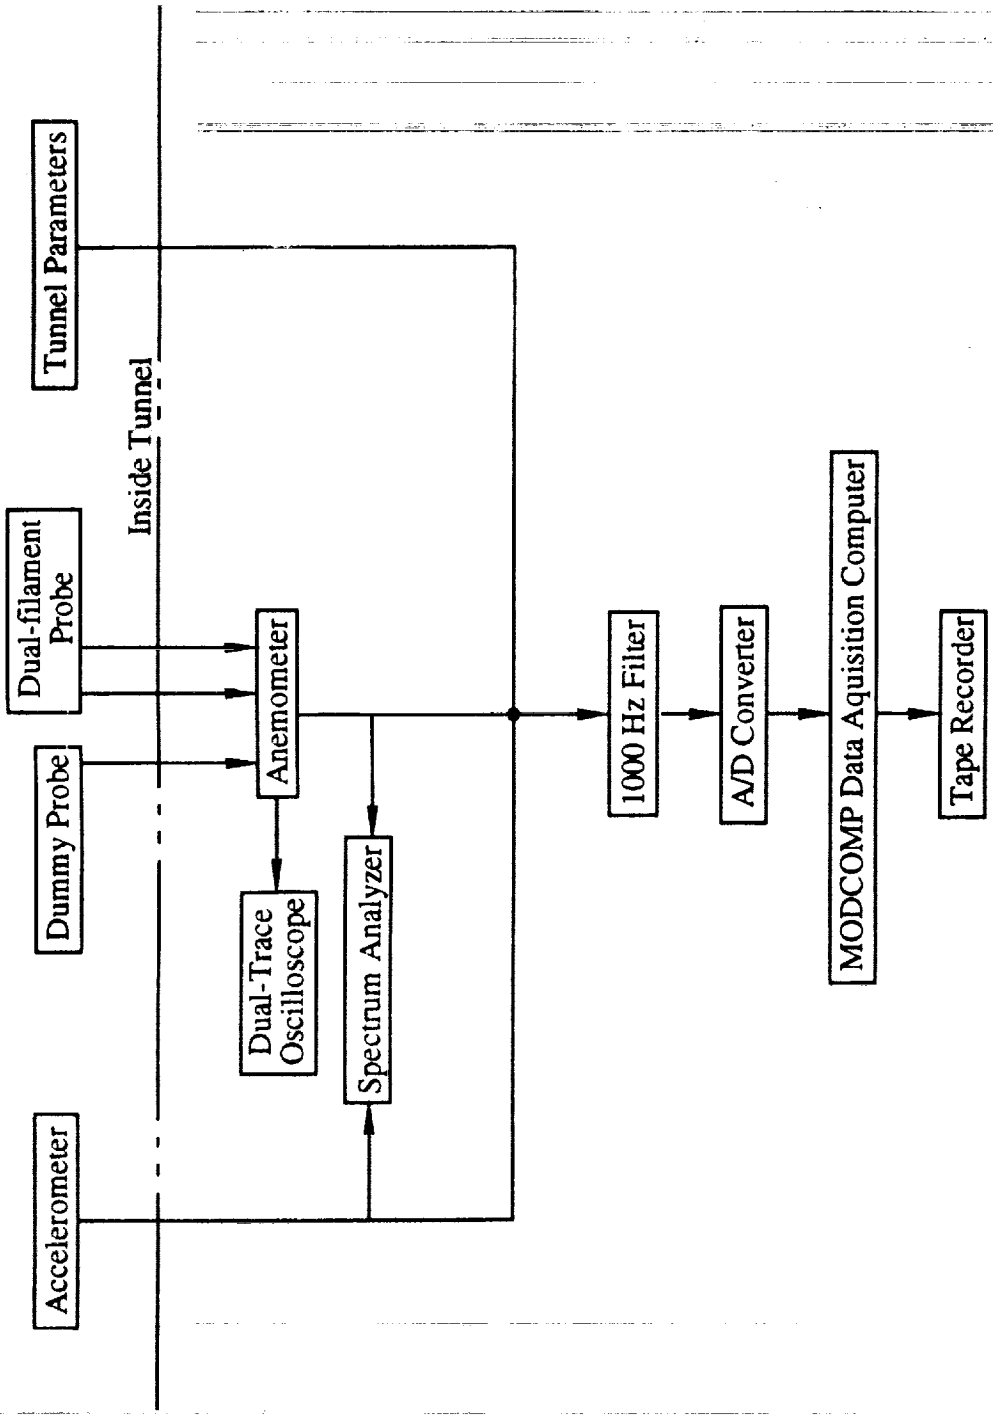 Accelerometer
Dummy Probe
Dual-filament
Probe
Tunnel Parameters
Inside Tunnel
Anemometer
Dual-Trace
Oscilloscope
Spectrum Analyzer
1000 Hz Filter
A/D Converter
MODCOMP Data Aquisition Computer
Tape Recorder